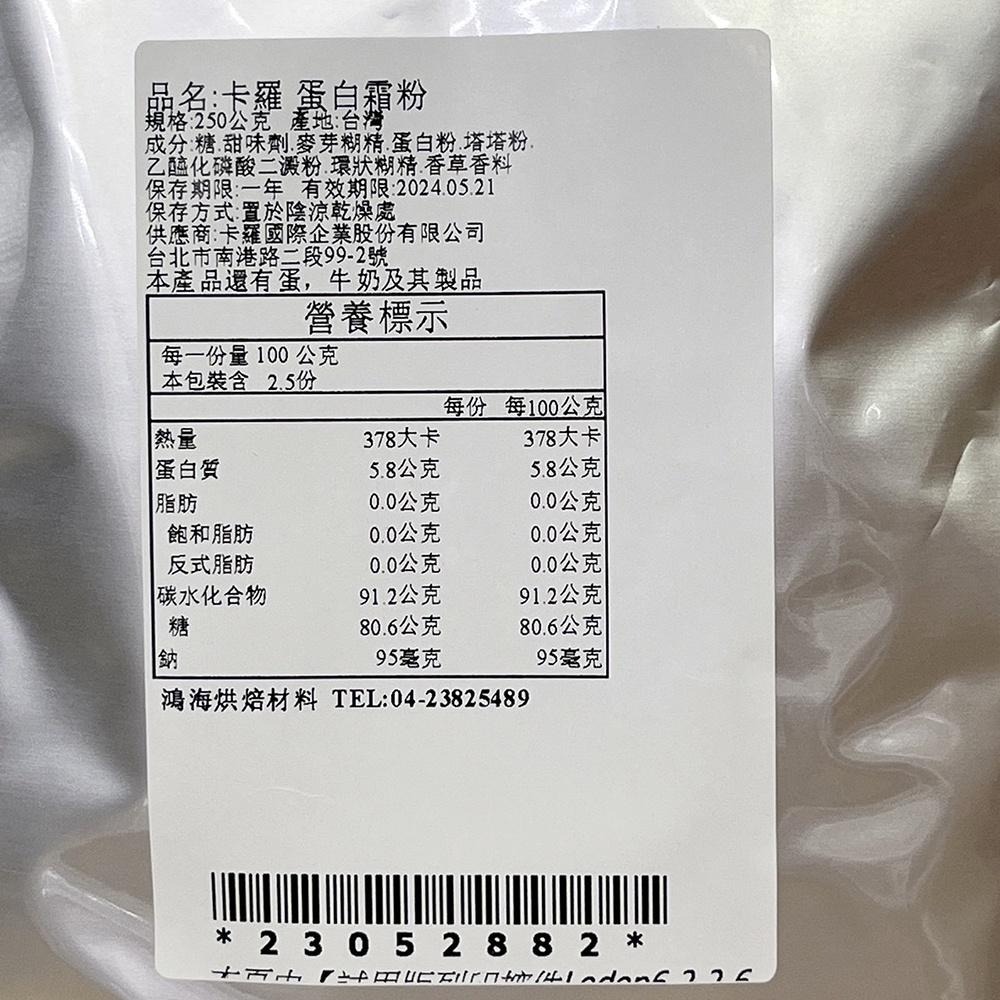 品名:卡羅 蛋白霜粉
規格:250公克 產地:台灣
成分:糖.甜味劑.麥芽糊精.蛋白粉.塔塔粉.
乙醯化磷酸二澱粉.環狀糊精.香草香料
保存期限:一年 有效期限:2024.05.21
保存方式:置於陰涼乾燥處
供應商:卡羅國際企業股份有限公司
台北市南港路二段99-2號
本產品還有蛋，牛奶及其製品
營養標示
每一份量 100 公克
本包裝含 2.5份
每份 每100公克
熱量 378大卡 378大卡
蛋白質 5.8公克 5.8公克
脂肪 0.0公克 0.0公克
飽和脂肪 0.0公克 0.0公克
反式脂肪 0.0公克 0.0公克
碳水化合物 91.2公克 91.2公克
糖 80.6公克 80.6公克
鈉 95毫克 95毫克
鴻海烘焙材料 TEL:04-23825489
*23052882*